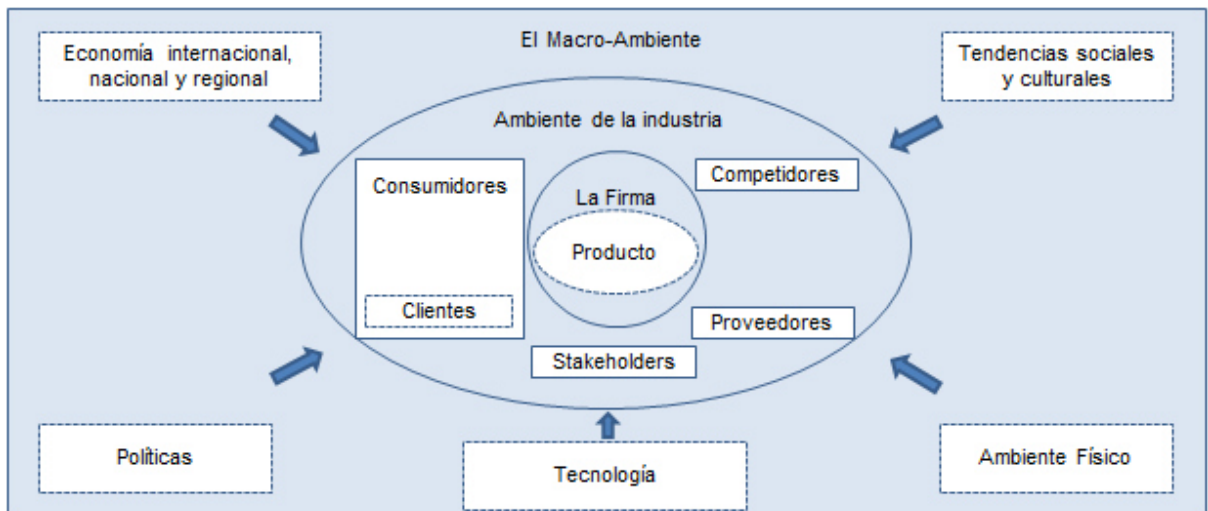 El Macro-Ambiente
Economía internacional,
nacional y regional
Tendencias sociales
y culturales
Ambiente de la industria
Consumidores
Clientes
La Firma
Producto
Competidores
Proveedores
Stakeholders
Políticas
Tecnología
Ambiente Físico